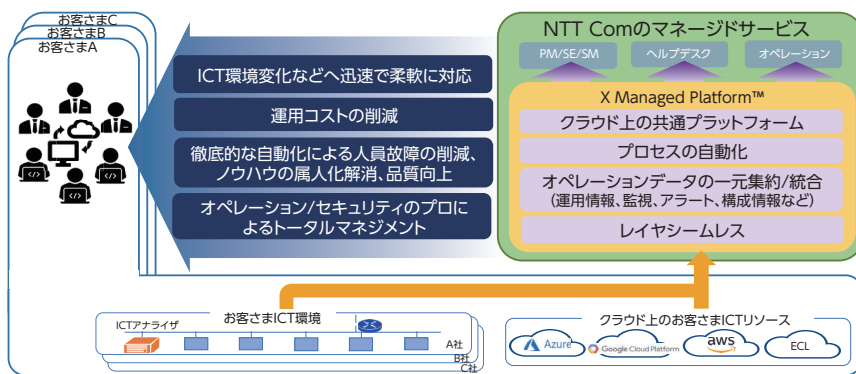 お客さまC
お客さまB
お客さまA
</>
</>
</>
ICT環境変化などへ迅速で柔軟に対応
運用コストの削減
徹底的な自動化による人員故障の削減、
ノウハウの属人化解消、品質向上
オペレーション/セキュリティのプロに
よるトータルマネジメント
NTT Comのマネージドサービス
PM/SE/SM
ヘルプデスク
オペレーション
X Managed Platform™
クラウド上の共通プラットフォーム
プロセスの自動化
オペレーションデータの一元集約/統合
(運用情報、監視、アラート、構成情報など)
レイヤシームレス
お客さまICT環境
ICTアナライザ
A社
B社
C社
クラウド上のお客さまICTリソース
Azure
Google Cloud Platform
aws
ECL